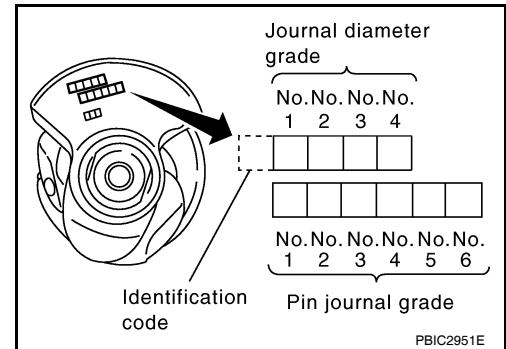 Journal diameter
grade
No. No. No. No.
1 2 3 4
No. No. No. No. No. No.
1 2 3 4 5 6
Identification
code
Pin journal grade
PBIC2951E